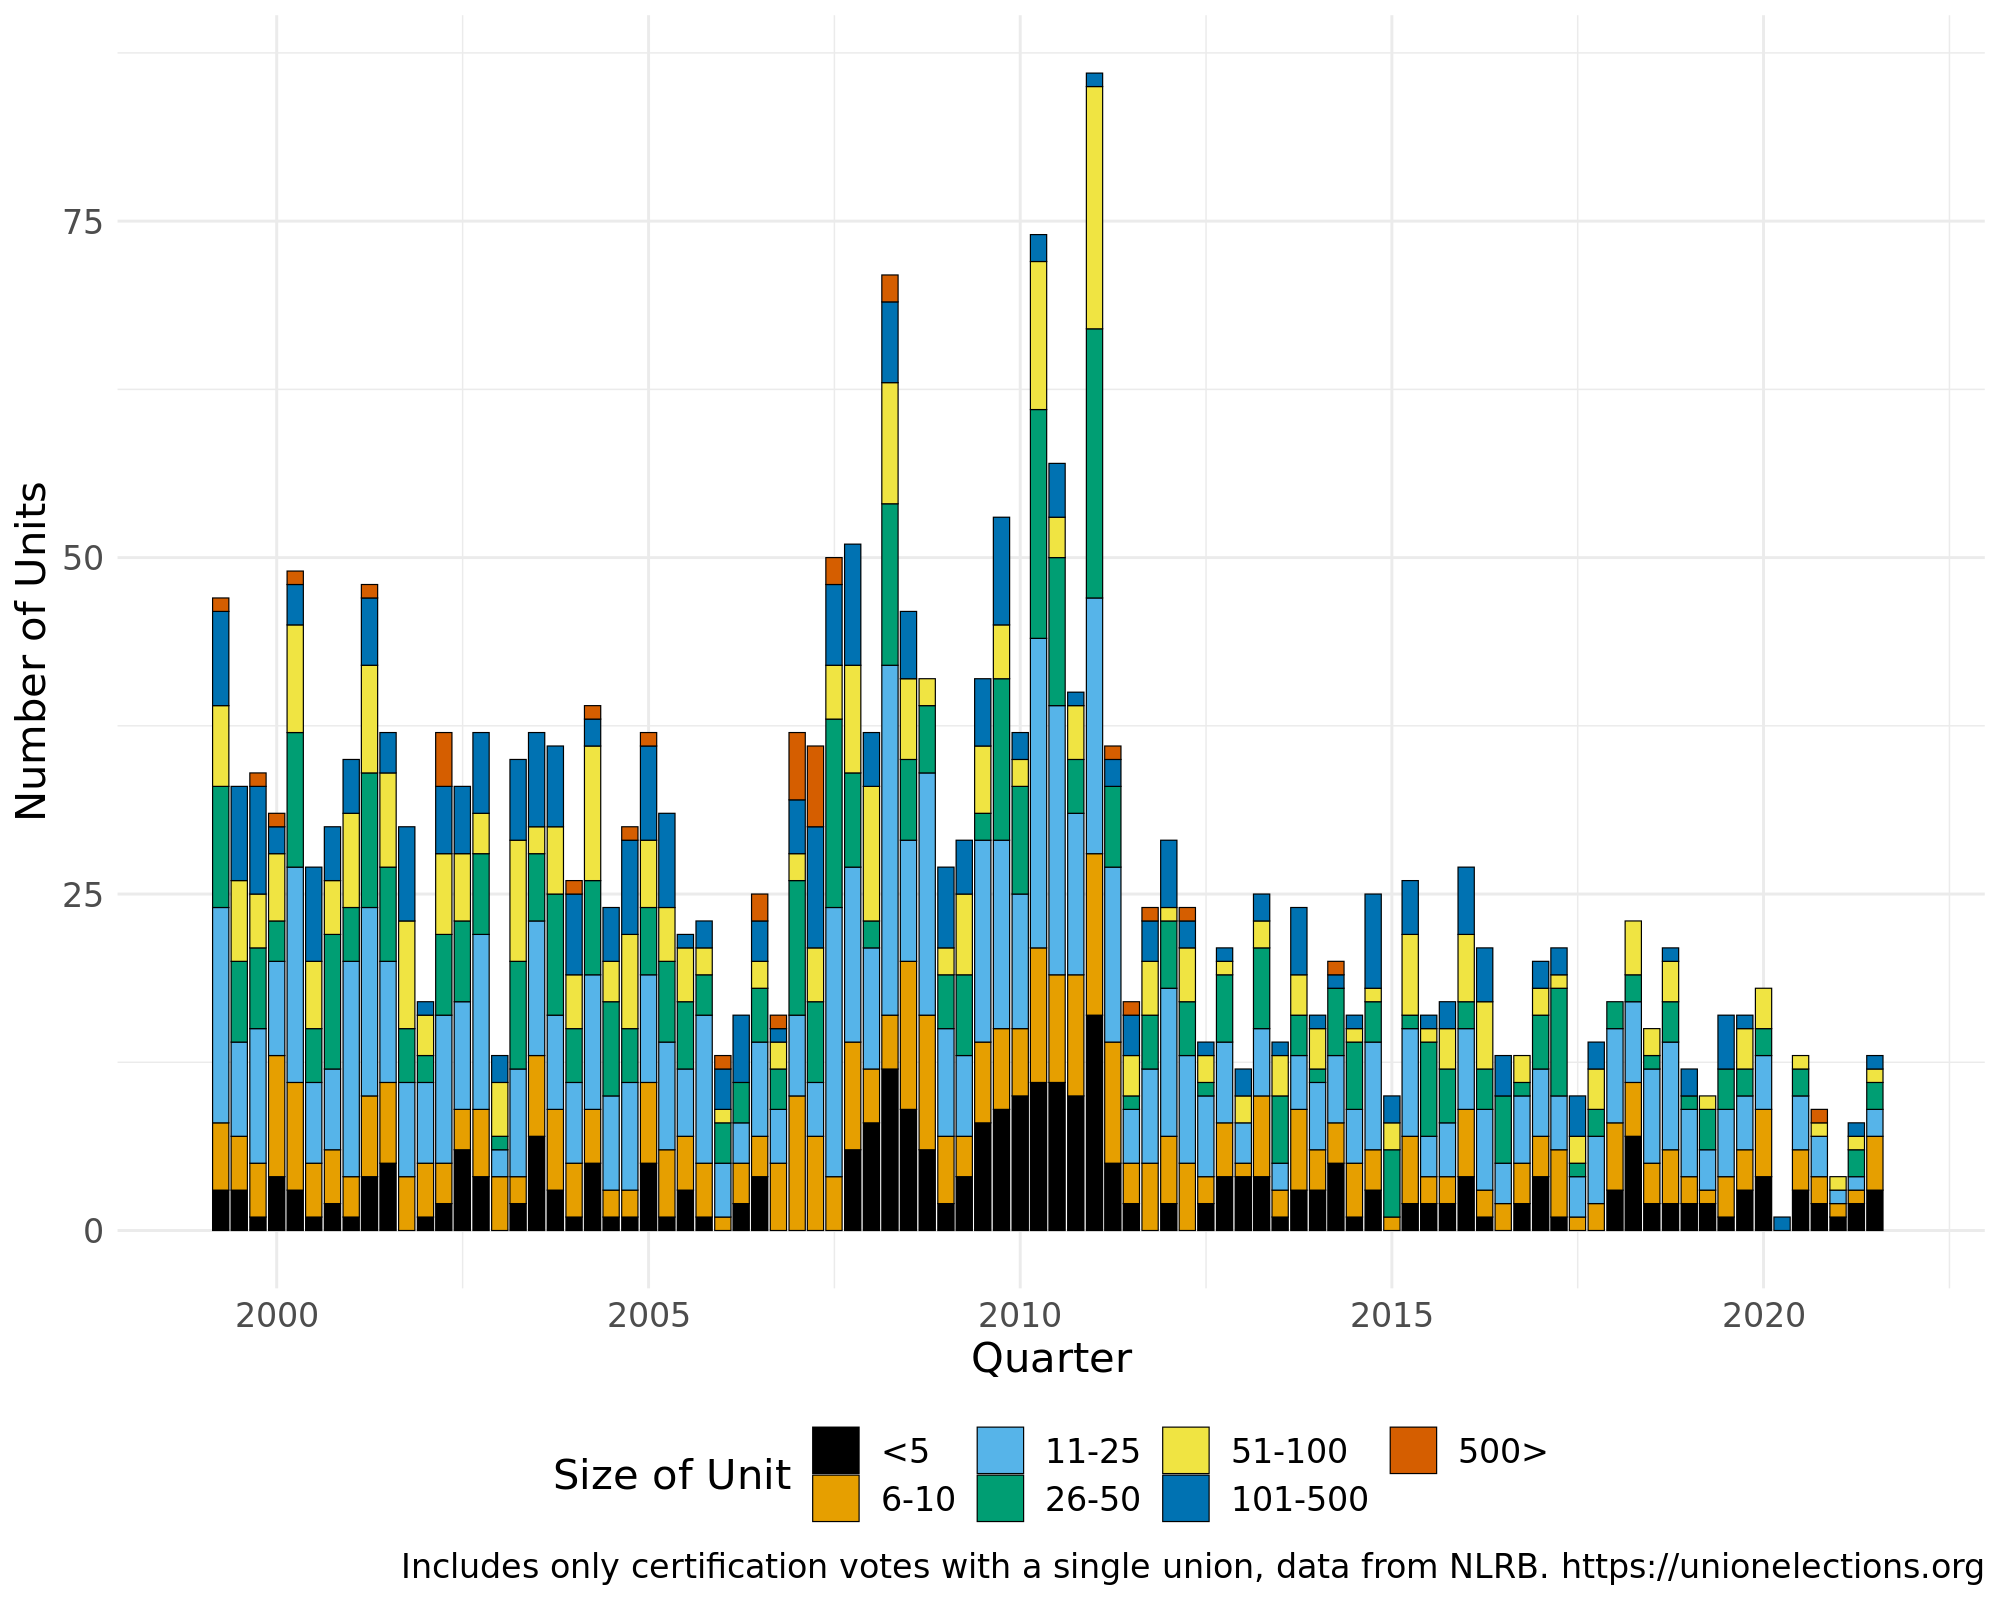 75
50
25
0
Number of Units
2000 2005 2010 2015 2020
Quarter
Size of Unit
<5 11-25 51-100 500>
6-10 26-50 101-500
Includes only certification votes with a single union, data from NLRB. https://unionelections.org